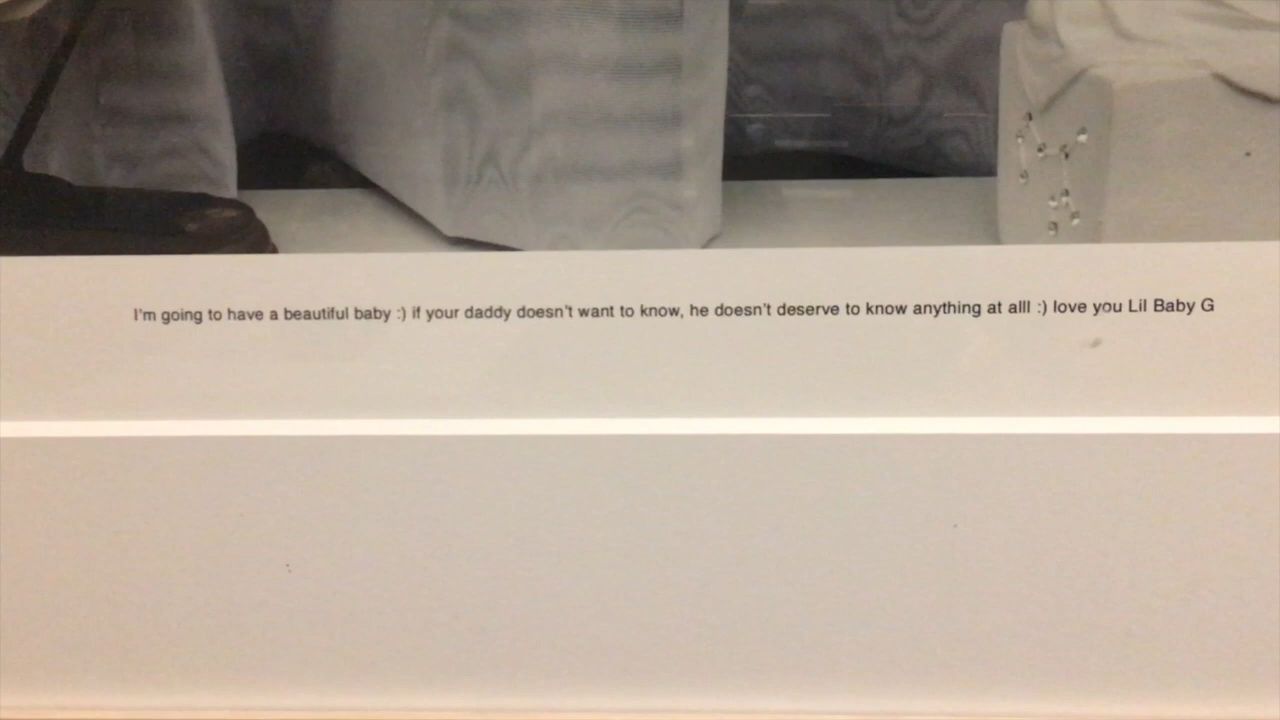 I'm going to have a beautiful baby :) if your daddy doesn't want to know, he doesn't deserve to know anything at alll :) love you Lil Baby G